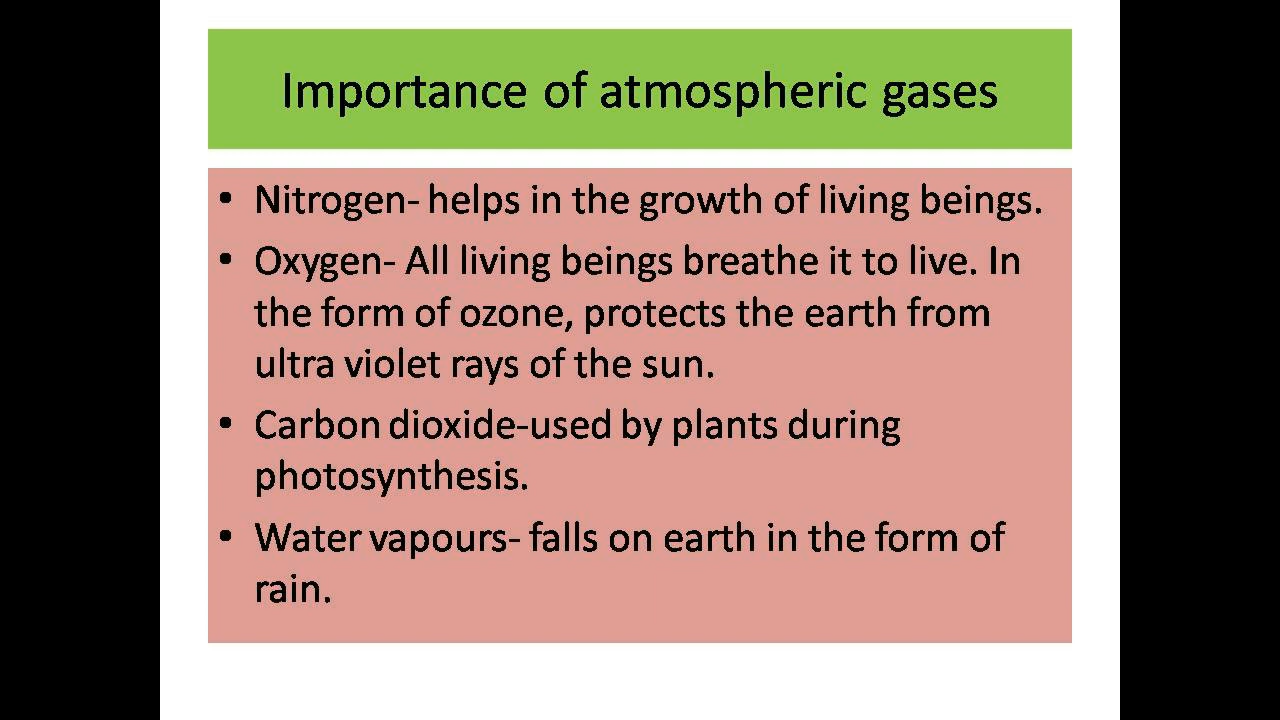 Importance of atmospheric gases
• Nitrogen- helps in the growth of living beings.
• Oxygen- All living beings breathe it to live. In
the form of ozone, protects the earth from
ultra violet rays of the sun.
• Carbon dioxide-used by plants during
photosynthesis.
• Water vapours- falls on earth in the form of
rain.